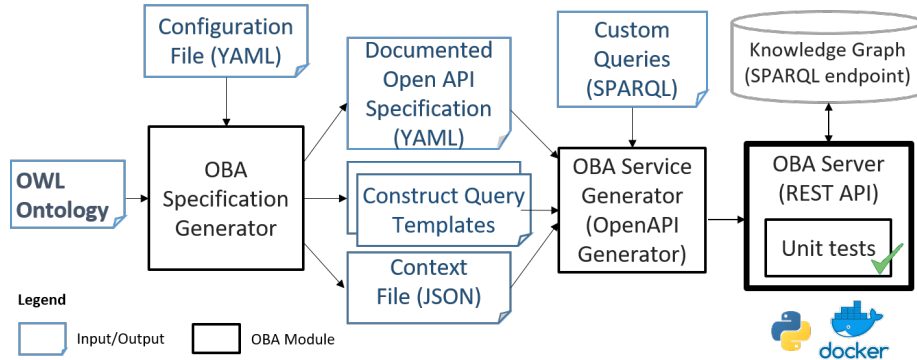 Configuration
File (YAML)
Documented
Open API
Specification
(YAML)
Custom
Queries
(SPARQL)
Knowledge Graph
(SPARQL endpoint)
OWL
Ontology
OBA
Specification
Generator
Construct Query
Templates
Context
File (JSON)
OBA Service
Generator
(OpenAPI
Generator)
OBA Server
(REST API)
Unit tests
Legend
Input/Output
OBA Module
docker